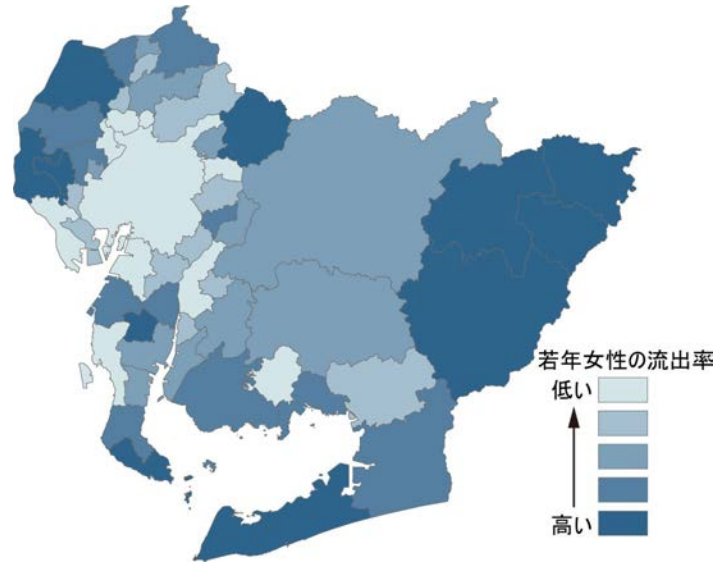 若年女性の流出率
低い
高い